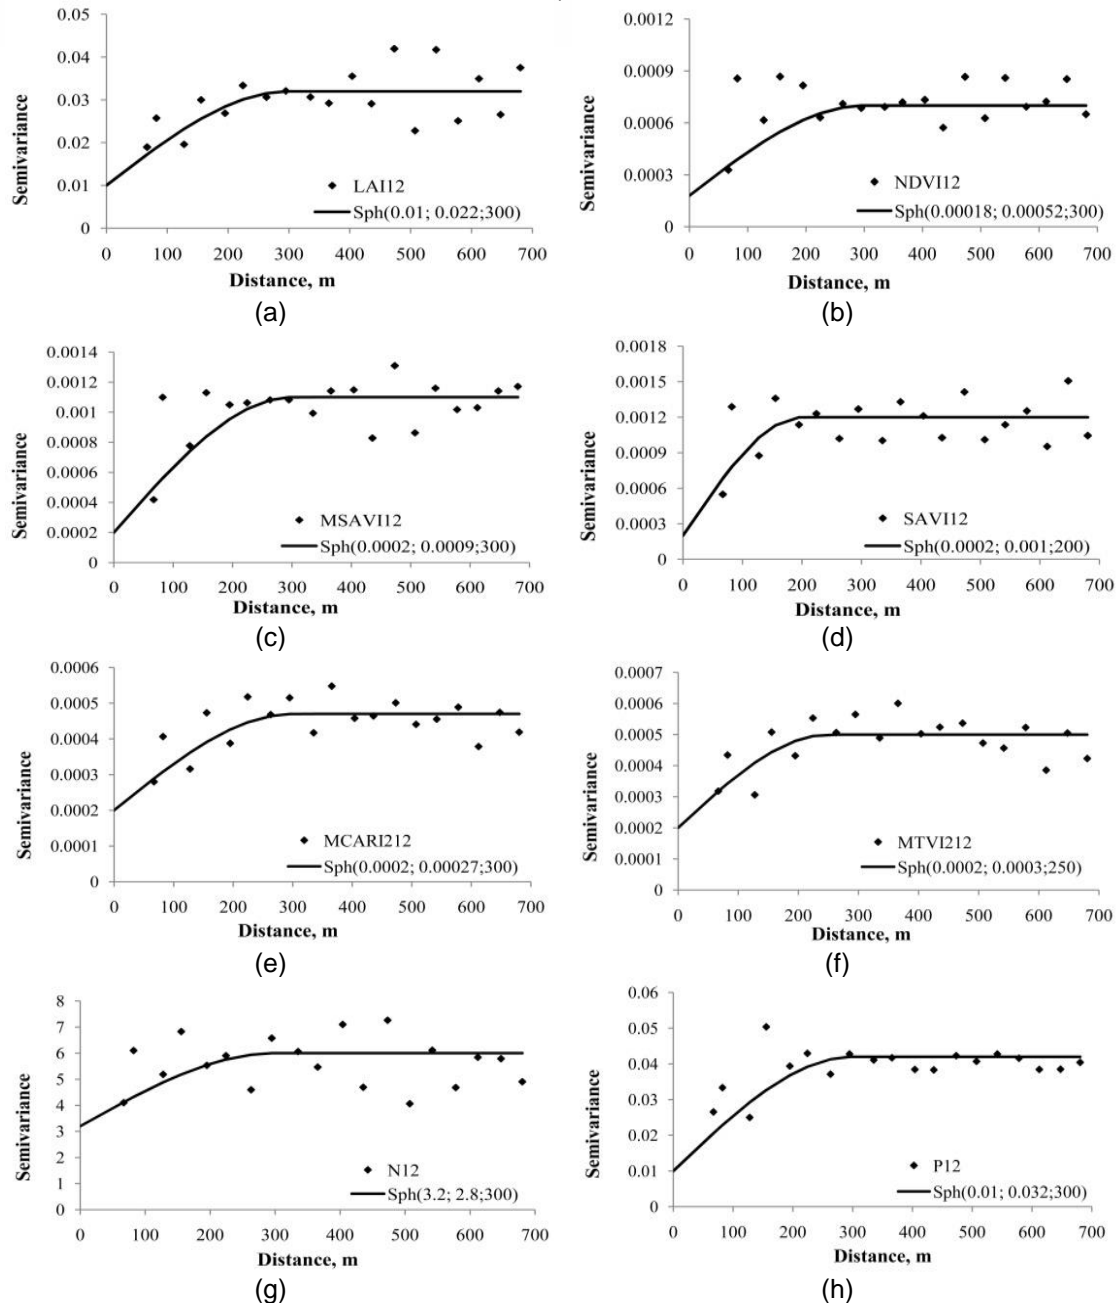 0.05
0.04
0.03
0.02
0.01
0
Semivariance
LAI12
Sph(0.01; 0.022;300)
0 100 200 300 400 500 600 700
Distance, m
(a)
0.0012
0.0009
0.0006
0.0003
0
Semivariance
NDVI12
Sph(0.00018; 0.00052;300)
0 100 200 300 400 500 600 700
Distance, m
(b)
0.0014
0.0012
0.001
0.0008
0.0006
0.0004
0.0002
0
Semivariance
MSAVI12
Sph(0.0002; 0.0009;300)
0 100 200 300 400 500 600 700
Distance, m
(c)
0.0018
0.0015
0.0012
0.0009
0.0006
0.0003
0
Semivariance
SAVI12
Sph(0.0002; 0.001;200)
0 100 200 300 400 500 600 700
Distance, m
(d)
0.0006
0.0005
0.0004
0.0003
0.0002
0.0001
0
Semivariance
MCARI212
Sph(0.0002; 0.00027;300)
0 100 200 300 400 500 600 700
Distance, m
(e)
0.0007
0.0006
0.0005
0.0004
0.0003
0.0002
0.0001
0
Semivariance
MTVI212
Sph(0.0002; 0.0003;250)
0 100 200 300 400 500 600 700
Distance, m
(f)
8
7
6
5
4
3
2
1
0
Semivariance
N12
Sph(3.2; 2.8;300)
0 100 200 300 400 500 600 700
Distance, m
(g)
0.06
0.05
0.04
0.03
0.02
0.01
0
Semivariance
P12
Sph(0.01; 0.032;300)
0 100 200 300 400 500 600 700
Distance, m
(h)